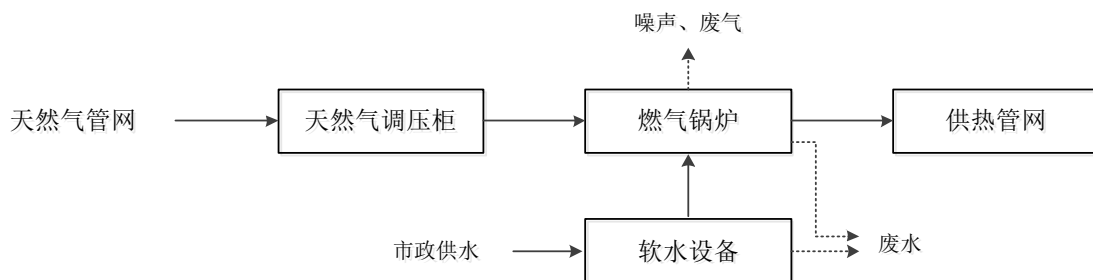 噪声、废气
天然气管网
天然气调压柜
燃气锅炉
供热管网
市政供水
软水设备
废水